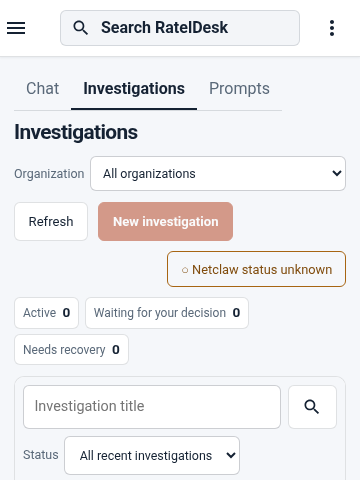 Search RatelDesk
Chat Investigations Prompts
Investigations
Organization All organizations
Refresh New investigation
○ Netclaw status unknown
Active 0 Waiting for your decision 0
Needs recovery 0
Investigation title
Status All recent investigations